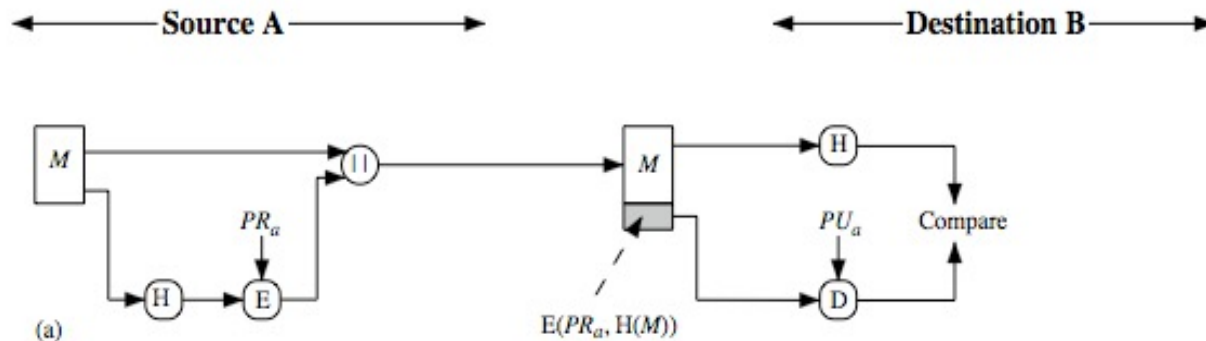 Source A
Destination B
M
||
M
H
PRa
PUa
Compare
H
E
D
E(PRa, H(M))
(a)